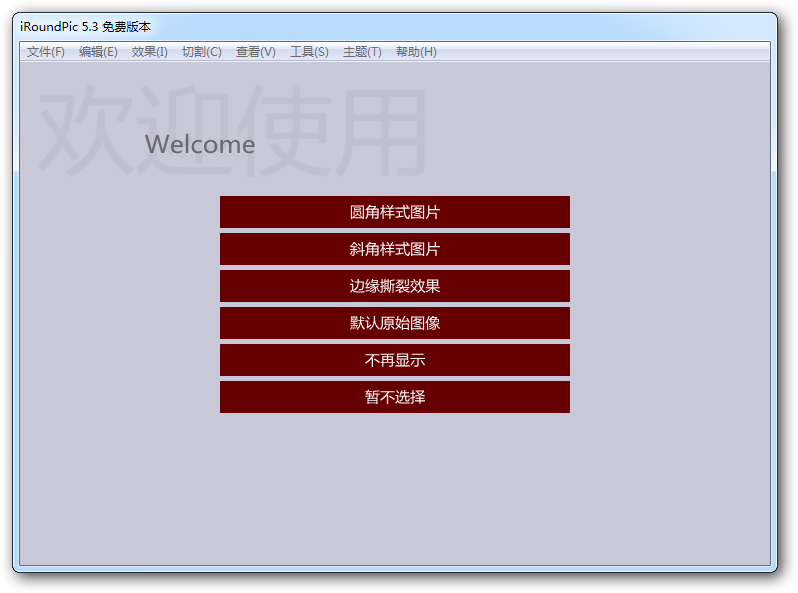 iRoundPic 5.3 免费版本
文件(F) 编辑(E) 效果(I) 切割(C) 查看(V) 工具(S) 主题(T) 帮助(H)
欢迎使用
Welcome
圆角样式图片
斜角样式图片
边缘撕裂效果
默认原始图像
不再显示
暂不选择